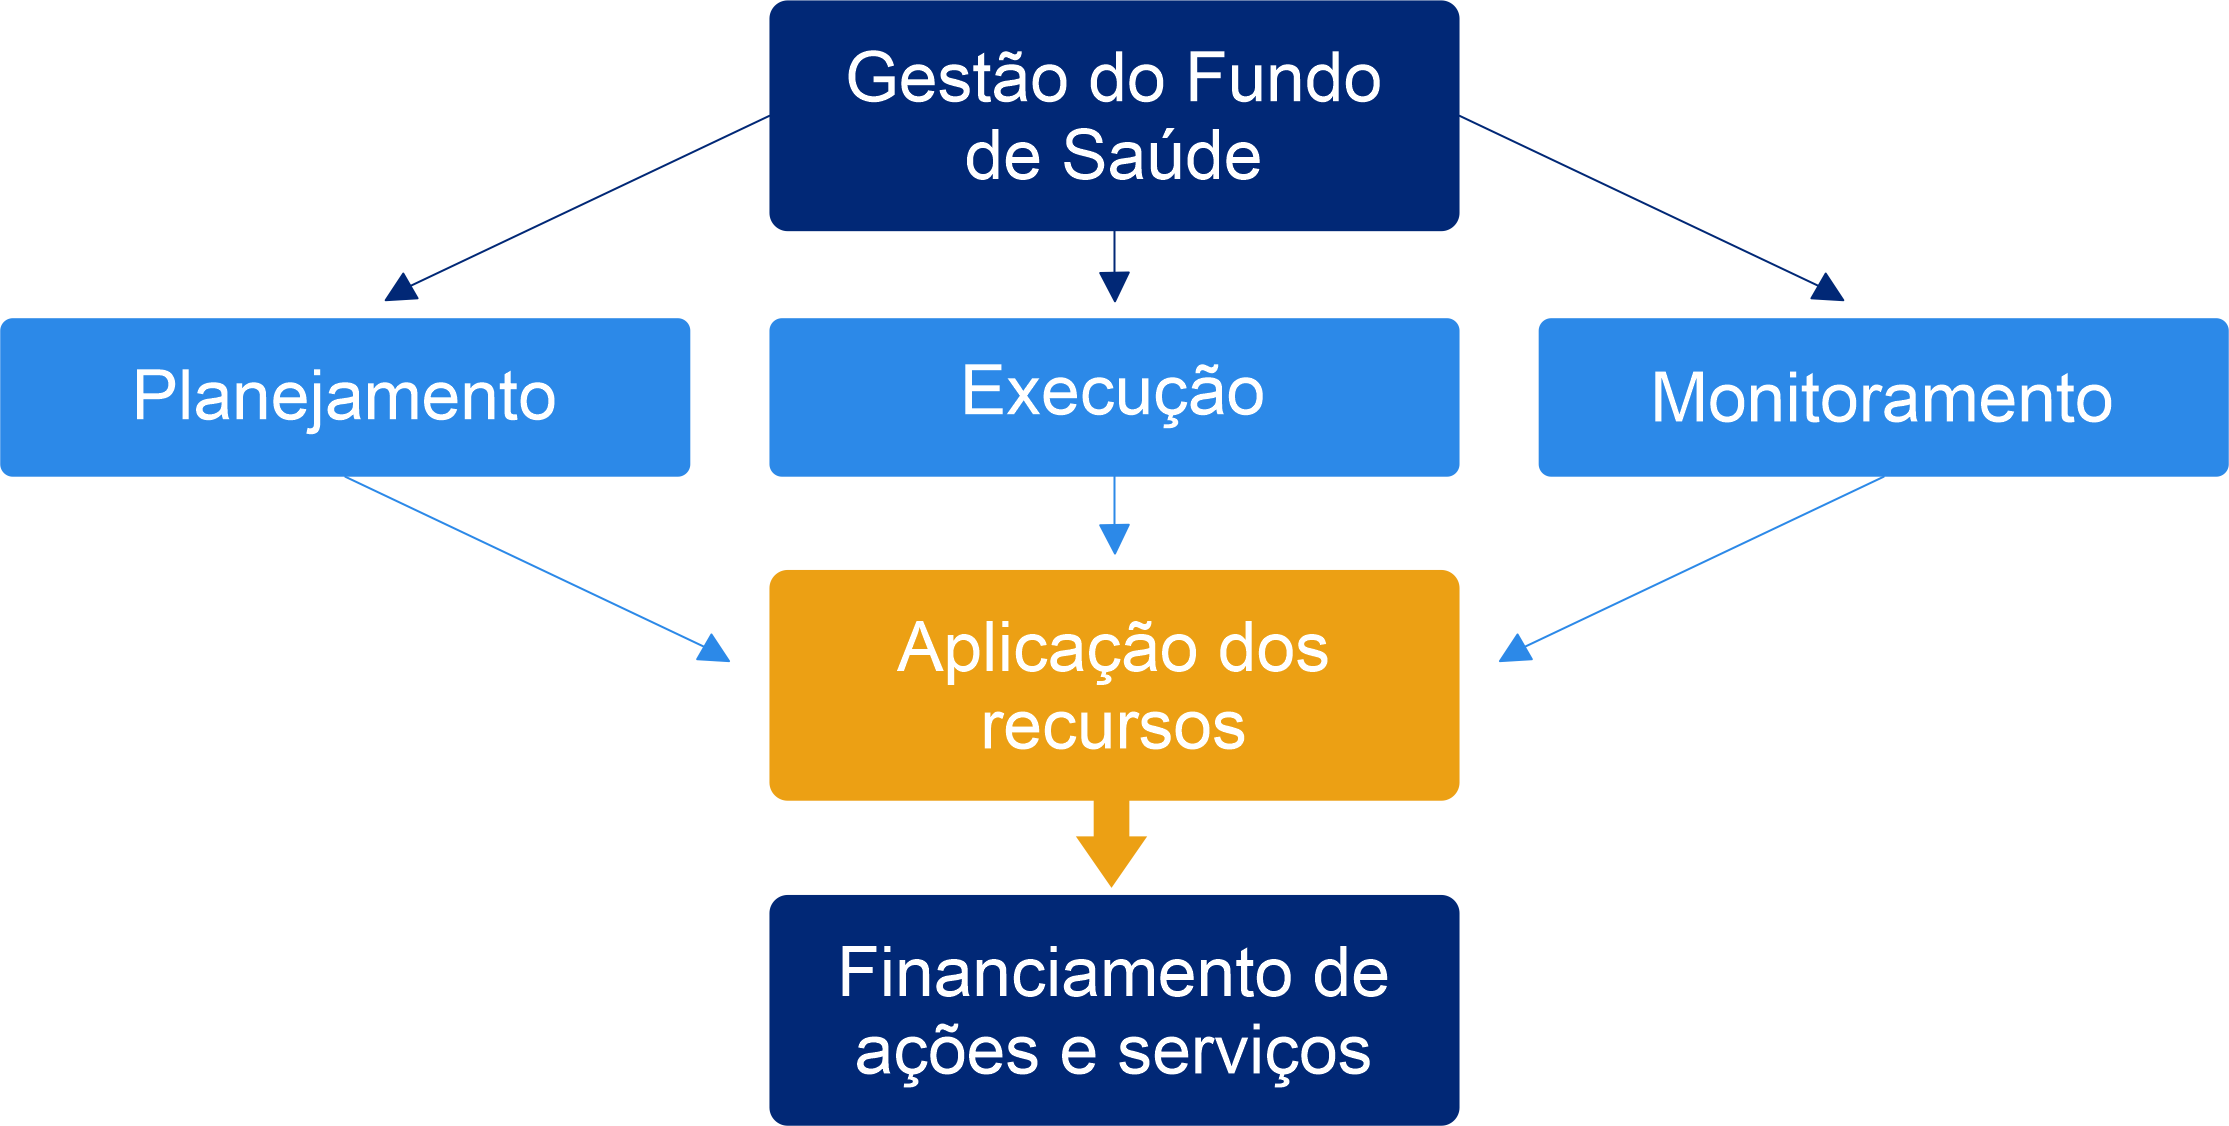 Gestão do Fundo
de Saúde
Planejamento
Execução
Monitoramento
Aplicação dos
recursos
Financiamento de
ações e serviços